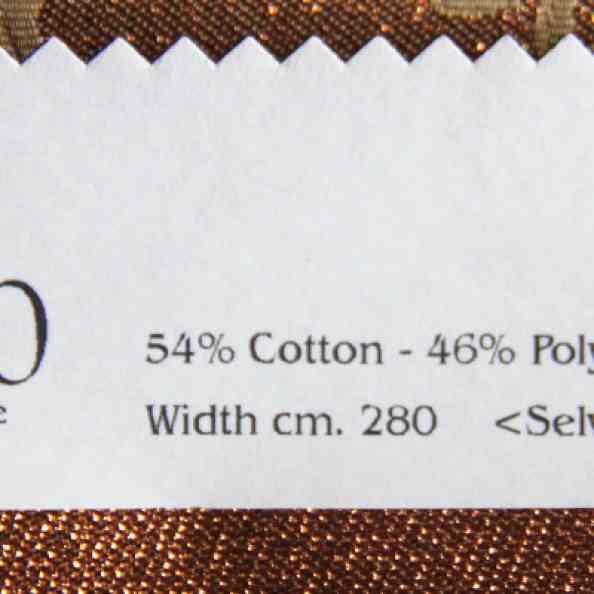 54% Cotton - 46% Poly
Width cm. 280 <Selv